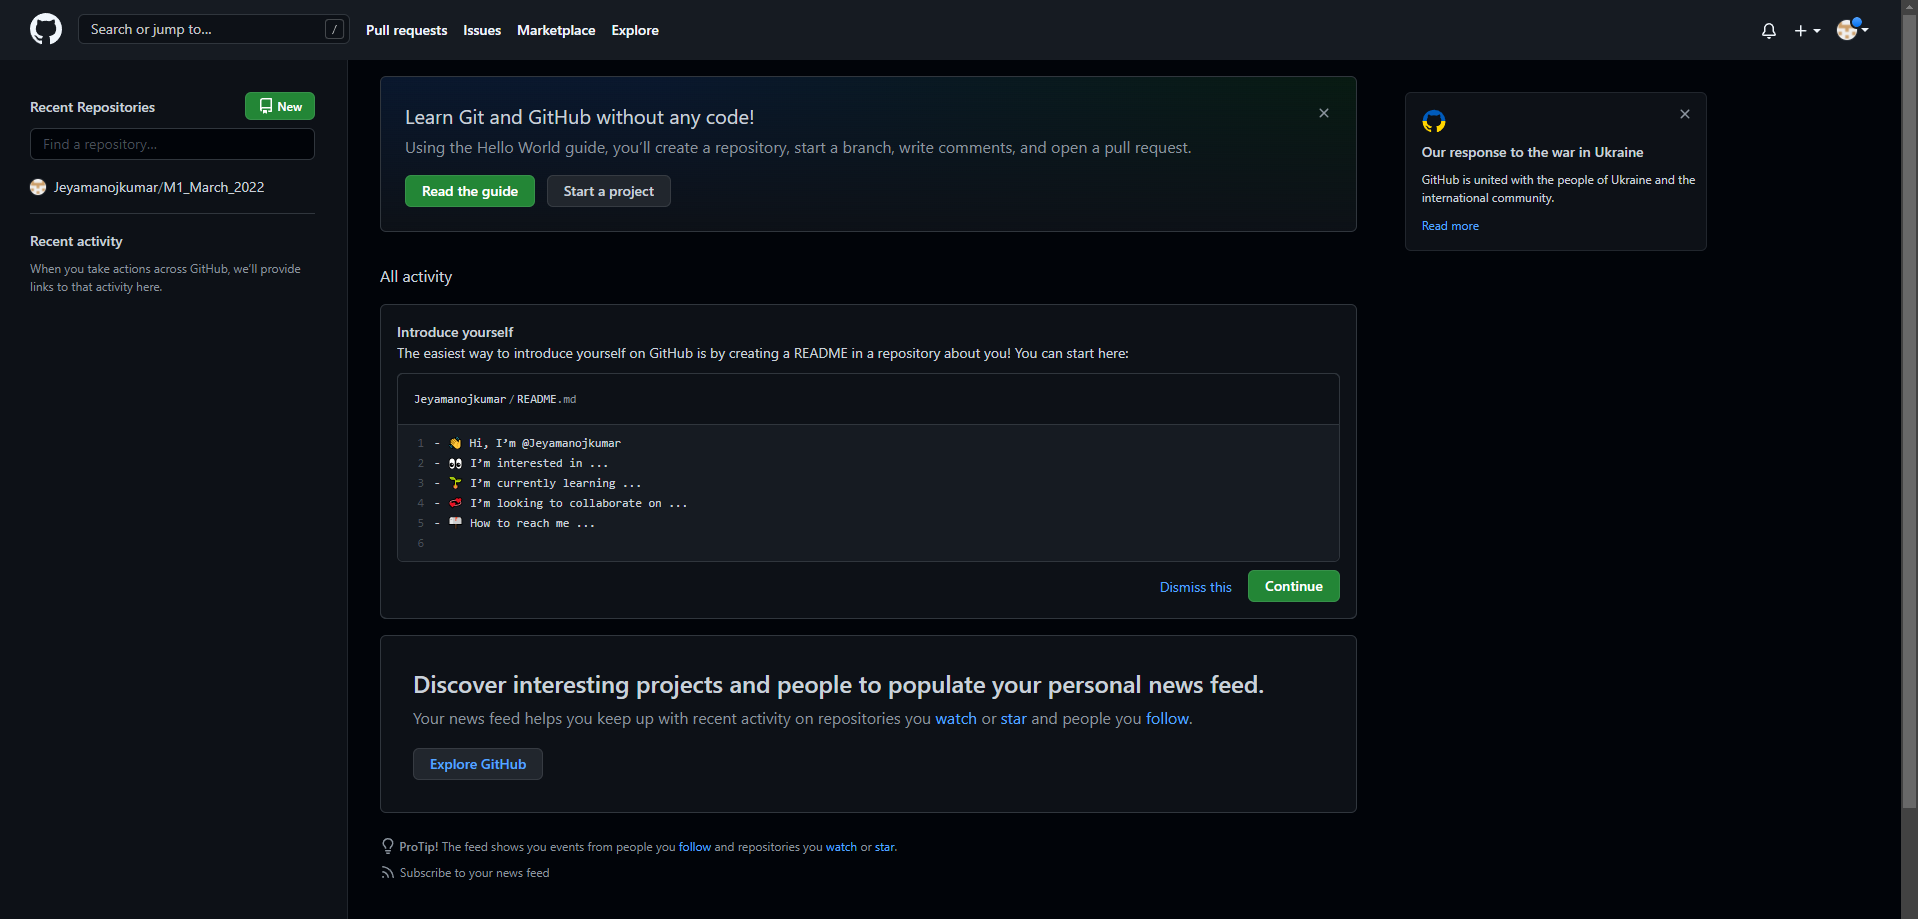 Search or jump to... /
Pull requests Issues Marketplace Explore
Recent Repositories
New
Find a repository...
Jeyamanojkumar/M1_March_2022
Recent activity
When you take actions across GitHub, we'll provide
links to that activity here.
Learn Git and GitHub without any code!
Using the Hello World guide, you'll create a repository, start a branch, write comments, and open a pull request.
Read the guide
Start a project
All activity
Introduce yourself
The easiest way to introduce yourself on GitHub is by creating a README in a repository about you! You can start here:
Jeyamanojkumar/README.md
1 - 👋 Hi, I'm @Jeyamanojkumar
2 - 👀 I'm interested in ...
3 - 🌱 I'm currently learning ...
4 - 💞️ I'm looking to collaborate on ...
5 - 📫 How to reach me ...
6
Dismiss this
Continue
Discover interesting projects and people to populate your personal news feed.
Your news feed helps you keep up with recent activity on repositories you watch or star and people you follow.
Explore GitHub
ProTip! The feed shows you events from people you follow and repositories you watch or star.
Subscribe to your news feed
Our response to the war in Ukraine
GitHub is united with the people of Ukraine and the
international community.
Read more